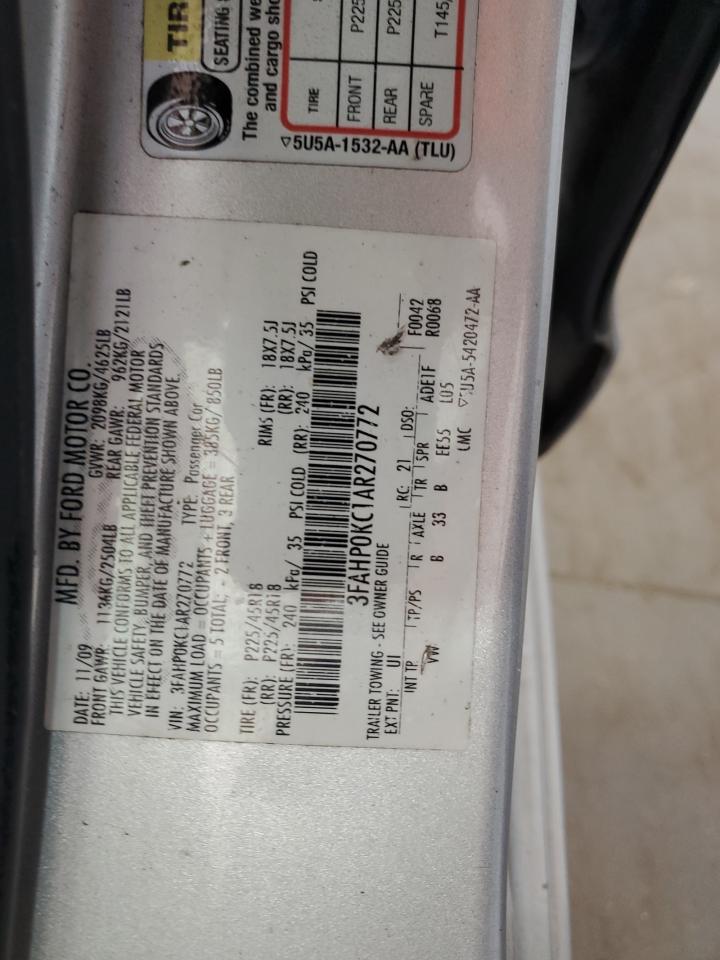 MFD. BY FORD MOTOR CO.
DATE: 11/09 GVWR: 2098KG/4625LB
FRONT GAWR: 1134KG/2504LB REAR GAWR: 962KG/2121LB
THIS VEHICLE CONFORMS TO ALL APPLICABLE FEDERAL MOTOR
VEHICLE SAFETY, BUMPER, AND THEFT PREVENTION STANDARDS
IN EFFECT ON THE DATE OF MANUFACTURE SHOWN ABOVE.
VIN: 3FAHP0KC1AR270772 TYPE: Passenger Car
MAXIMUM LOAD = OCCUPANTS + LUGGAGE = 385KG/850LB
OCCUPANTS = 5 TOTAL; - 2 FRONT, 3 REAR
TIRE (FR): P225/45R18 RIMS (FR): 18X7.5J
(RR): P225/45R18 (RR): 18X7.5J
PRESSURE (FR): 240 kPa/ 35 PSI COLD (RR): 240 kPa/ 35 PSI COLD
3FAHP0KC1AR270772
TRAILER TOWING - SEE OWNER GUIDE
EXT PNT: UI RC: 21 DSO: F0042
INT TP TP/PS R AXLE TR SPR R0068
VW B 33 B EE55 ADE1F L05
LMC ▽5U5A-5420472-AA
TIR
SEATING
The combined we
and cargo sho
TIRE
FRONT P225
REAR P225
SPARE T145/
▽5U5A-1532-AA (TLU)